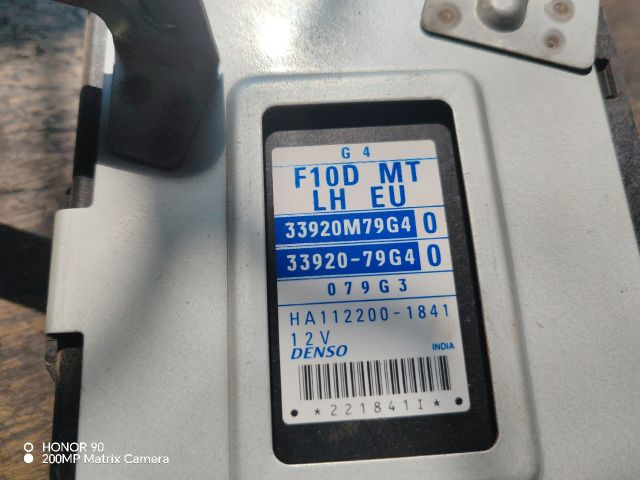 G4
F10D MT
LH EU
33920M79G4 0
33920-79G4 0
079G3
HA112200-1841
12V
DENSO INDIA
*221841I*
HONOR 90
200MP Matrix Camera